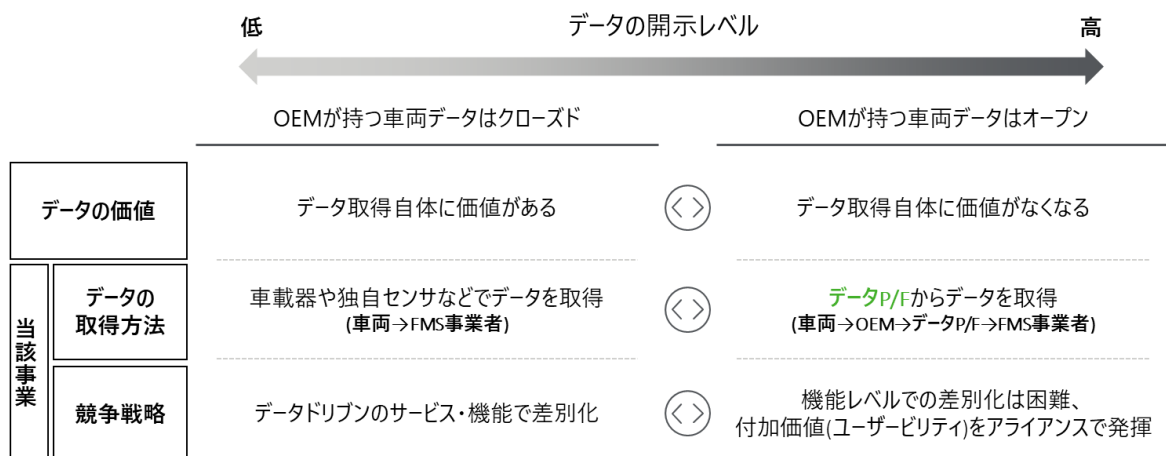 低 データの開示レベル 高
OEMが持つ車両データはクローズド
OEMが持つ車両データはオープン
データの価値
データ取得自体に価値がある
データ取得自体に価値がなくなる
当該事業
データの
取得方法
車載器や独自センサなどでデータを取得
(車両→FMS事業者)
データP/Fからデータを取得
(車両→OEM→データP/F→FMS事業者)
競争戦略
データドリブンのサービス・機能で差別化
機能レベルでの差別化は困難、
付加価値(ユーザービリティ)をアライアンスで発揮